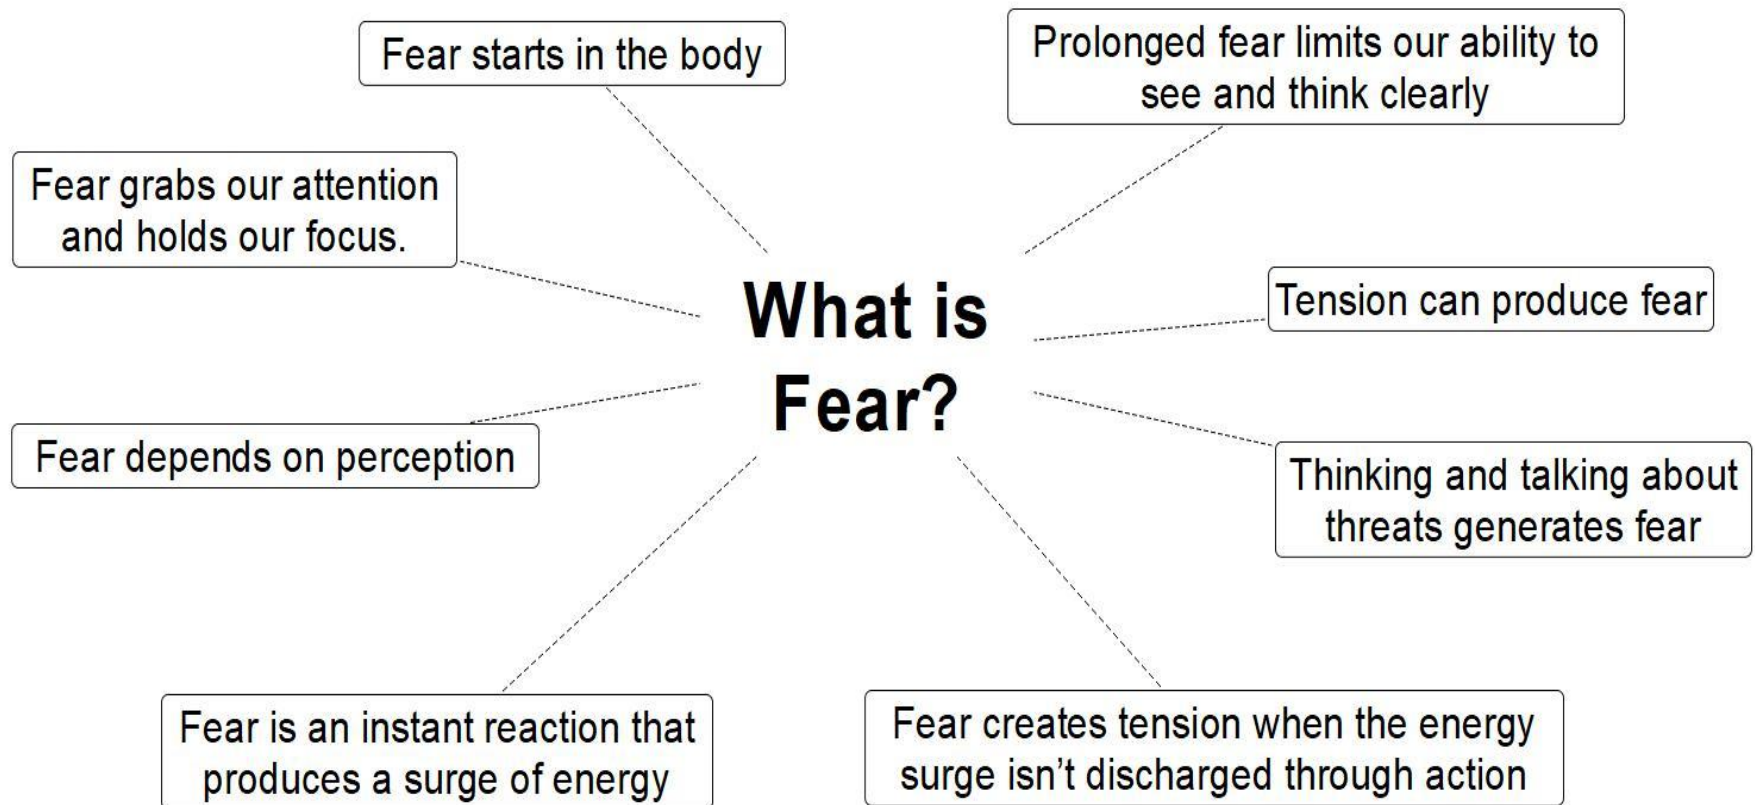 Fear starts in the body
Prolonged fear limits our ability to
see and think clearly
Fear grabs our attention
and holds our focus.
What is
Fear?
Tension can produce fear
Fear depends on perception
Thinking and talking about
threats generates fear
Fear is an instant reaction that
produces a surge of energy
Fear creates tension when the energy
surge isn’t discharged through action